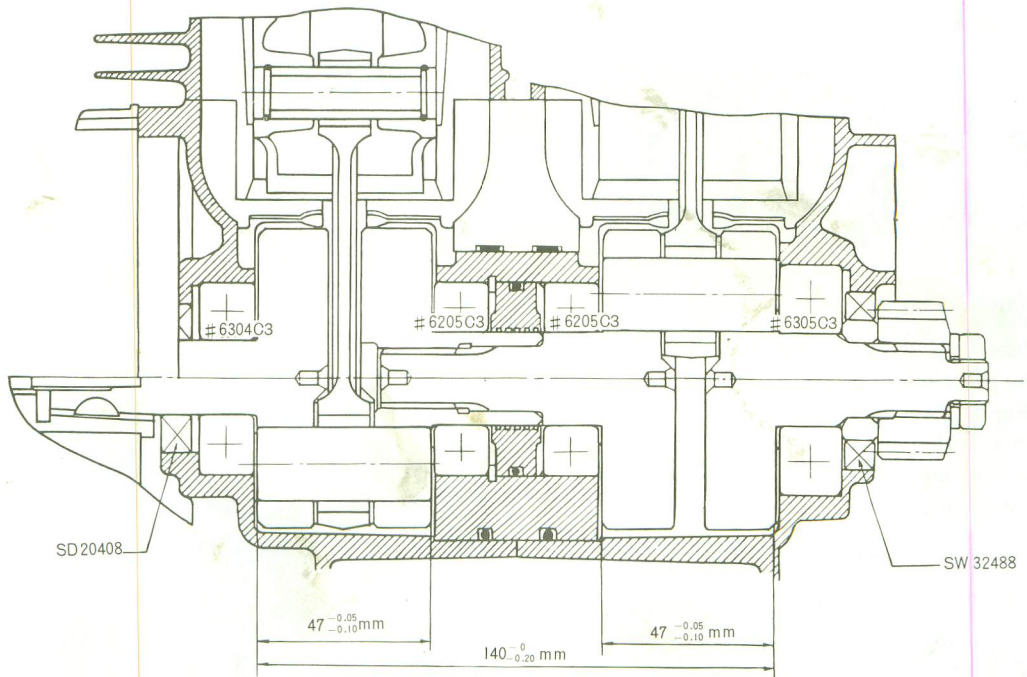 #6304C3
#6205C3
#6205C3
#6305C3
SD 20408
SW 32488
47 -0.05 -0.10 mm
47 -0.05 -0.10 mm
140 -0 -0.20 mm